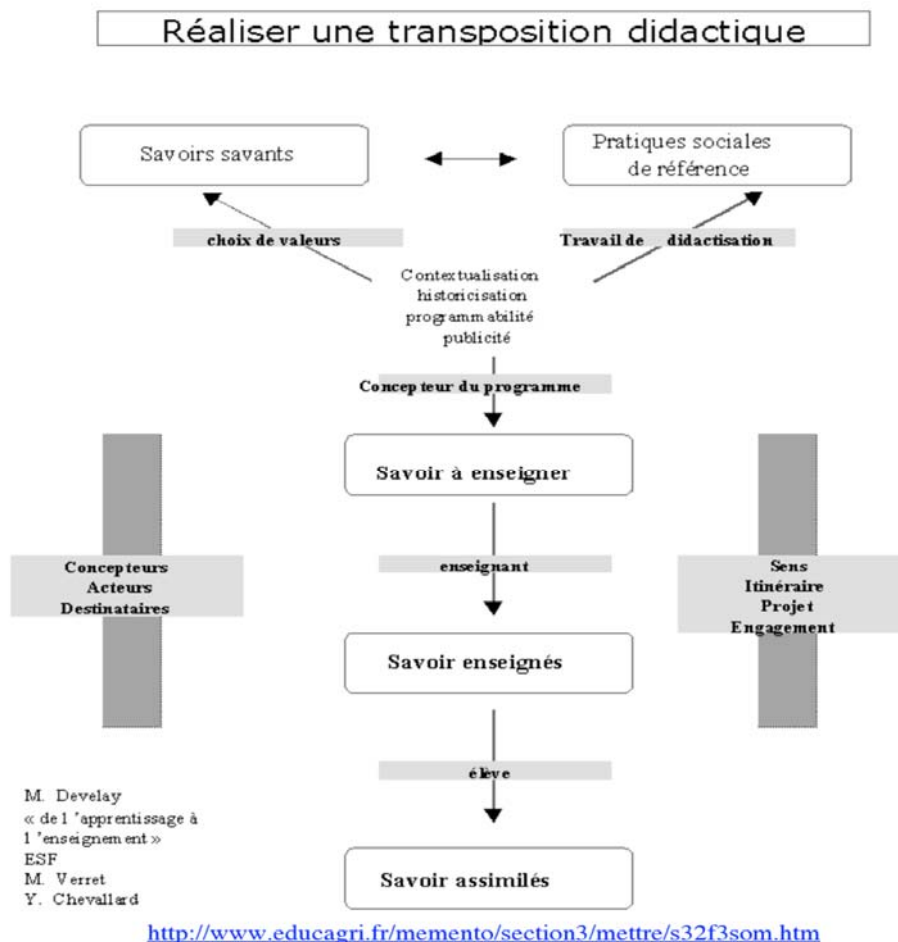 Réaliser une transposition didactique
Savoirs savants
Pratiques sociales
de référence
choix de valeurs
Travail de didactisation
Contextualisation
historicisation
programmabilité
publicité
Concepteur du programme
Savoir à enseigner
Concepteurs
Acteurs
Destinataires
enseignant
Sens
Itinéraire
Projet
Engagement
Savoir enseignés
élève
M. Develay
« de l 'apprentissage à
l 'enseignement »
ESF
M. Verret
Y. Chevallard
Savoir assimilés
http://www.educagri.fr/memento/section3/mettre/s32f3som.htm